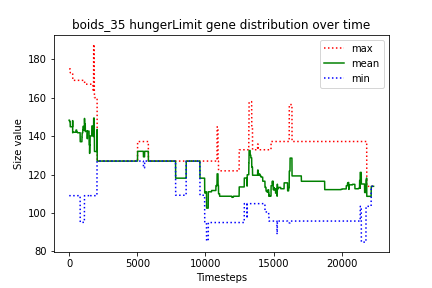 boids_35 hungerLimit gene distribution over time
max
mean
min
Size value
180
160
140
120
100
80
0
5000
10000
15000
20000
Timesteps